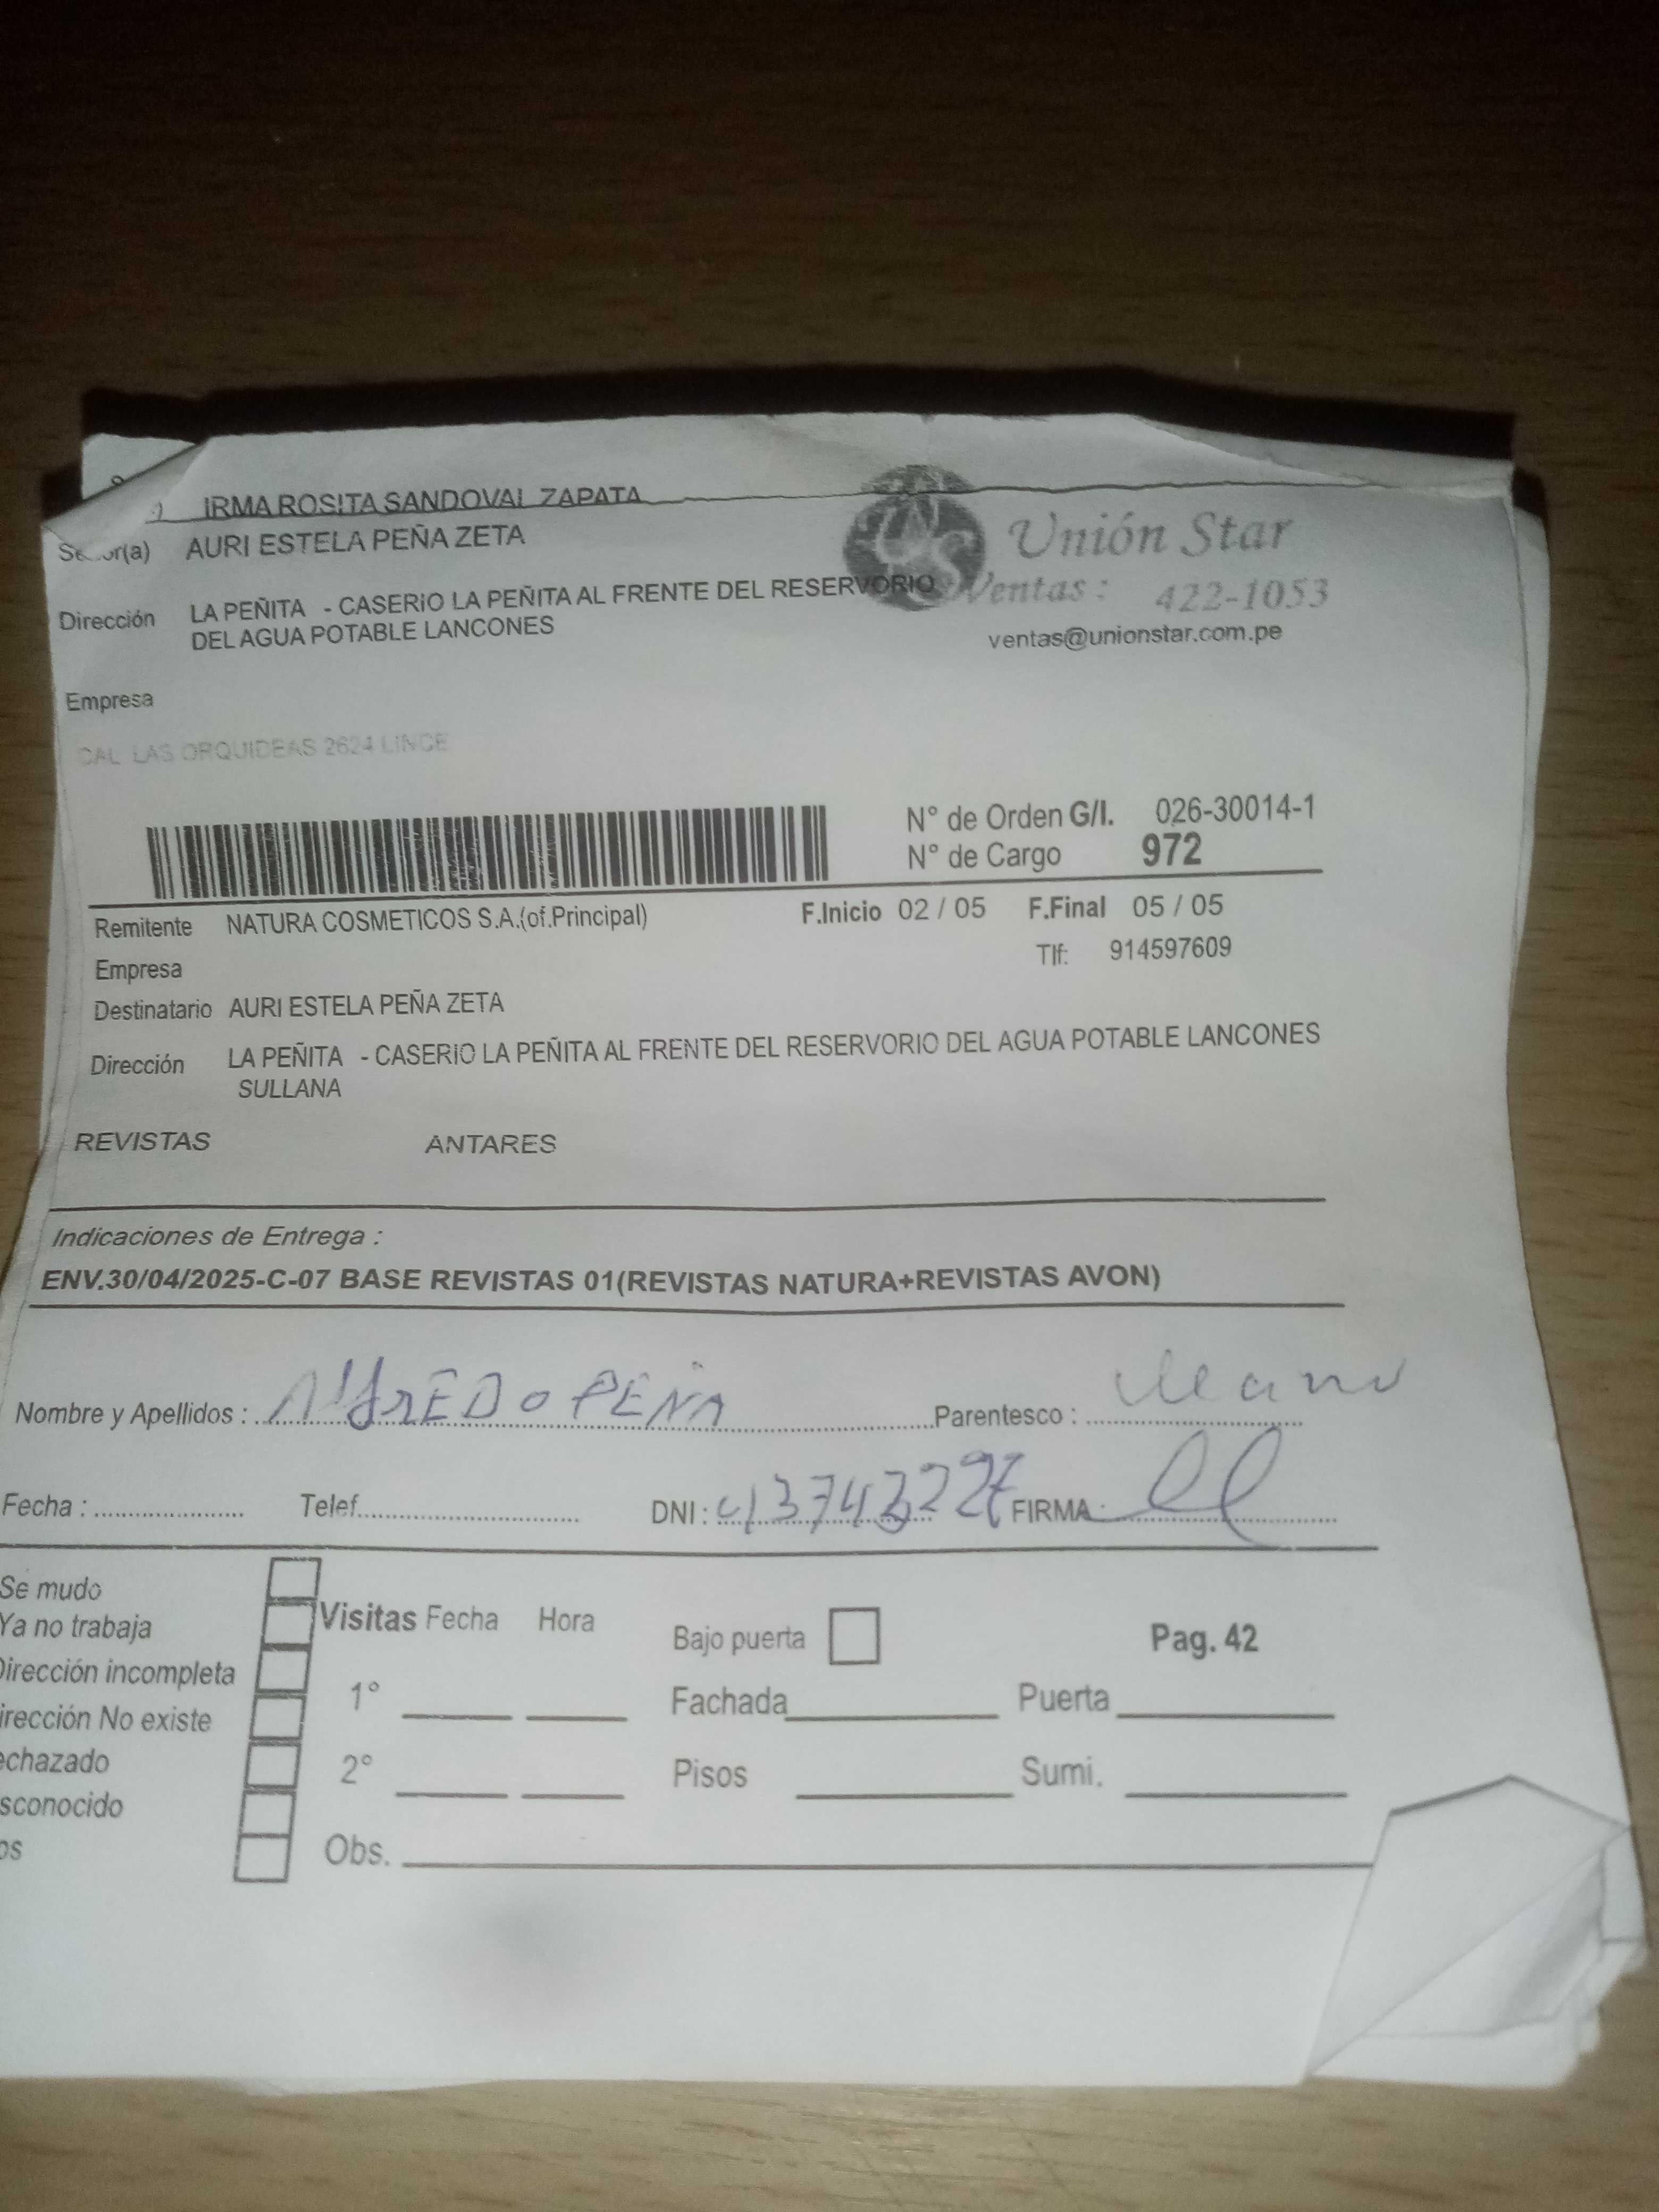 IRMA ROSITA SANDOVAL ZAPATA
AURI ESTELA PEÑA ZETA
Unión Star
Dirección LA PEÑITA - CASERIO LA PEÑITA AL FRENTE DEL RESERVORIO
DEL AGUA POTABLE LANCONES
Ventas : 422-1053
ventas@unionstar.com.pe
Empresa
CAL LAS ORQUIDEAS 2624 LINCE
N° de Orden G/I. 026-30014-1
N° de Cargo 972
Remitente NATURA COSMETICOS S.A.(of.Principal) F.Inicio 02 / 05 F.Final 05 / 05
Empresa Tlf: 914597609
Destinatario AURI ESTELA PEÑA ZETA
Dirección LA PEÑITA - CASERIO LA PEÑITA AL FRENTE DEL RESERVORIO DEL AGUA POTABLE LANCONES
SULLANA
REVISTAS ANTARES
Indicaciones de Entrega :
ENV.30/04/2025-C-07 BASE REVISTAS 01(REVISTAS NATURA+REVISTAS AVON)
Nombre y Apellidos : AlfREDO PEÑA Parentesco :
Fecha : Telef. DNI : FIRMA :
Se mudo
Ya no trabaja
Dirección incompleta
irección No existe
echazado
sconocido
os
Visitas Fecha Hora
1°
2°
Obs.
Bajo puerta Pag. 42
Fachada Puerta
Pisos Sumi.